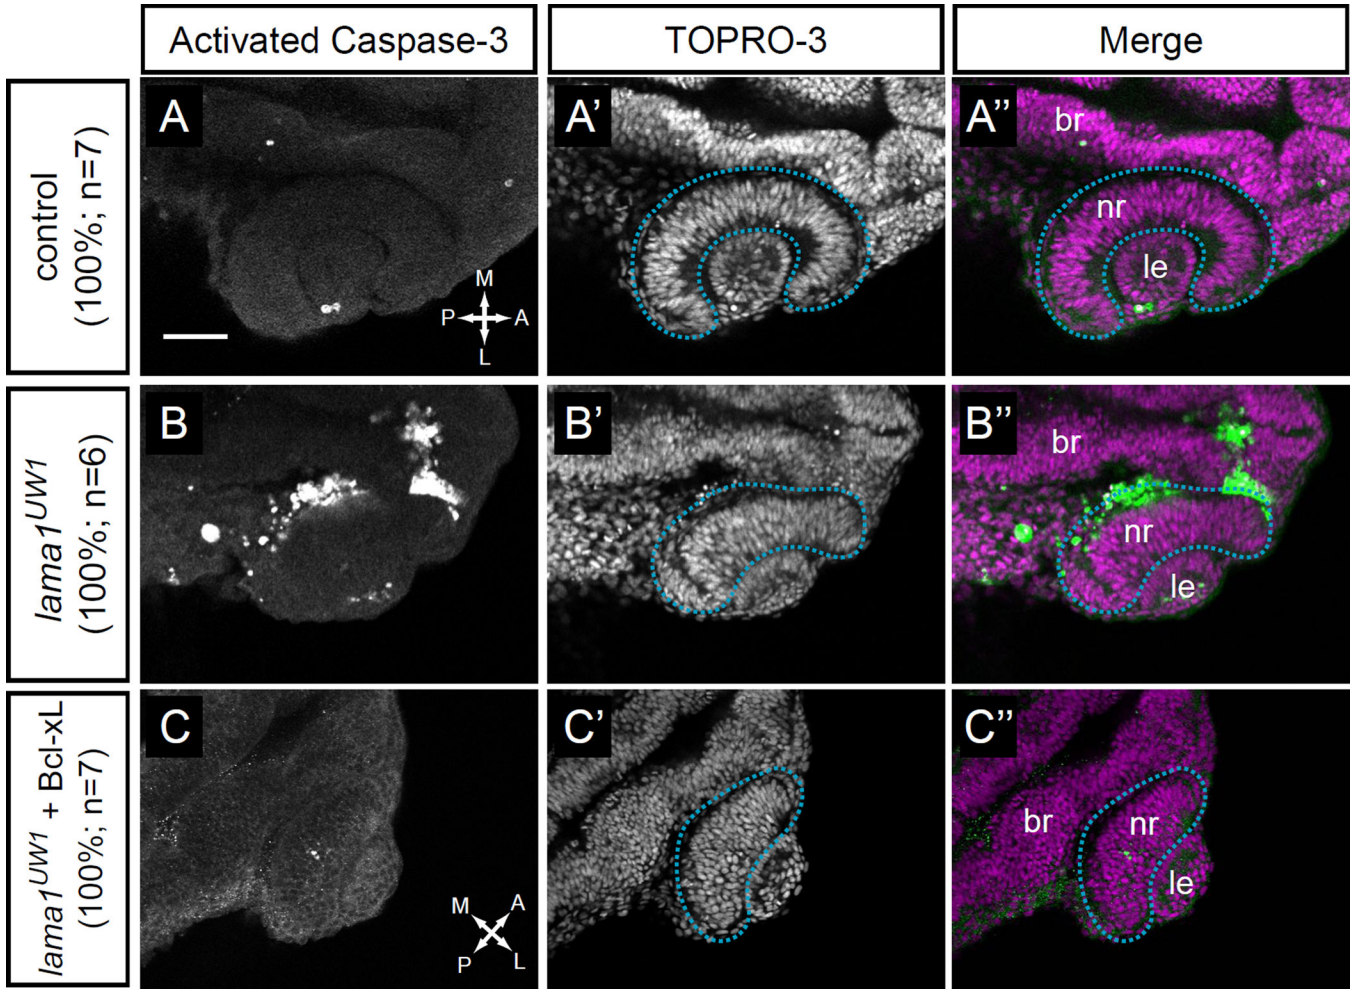 Activated Caspase-3
TOPRO-3
Merge
control
(100%; n=7)
A
M
P
A
L
A’
A”
br
nr
le
lama1UW1
(100%; n=6)
B
B’
B”
br
nr
le
lama1UW1 + Bcl-xL
(100%; n=7)
C
M
A
P
L
C’
C”
br
nr
le